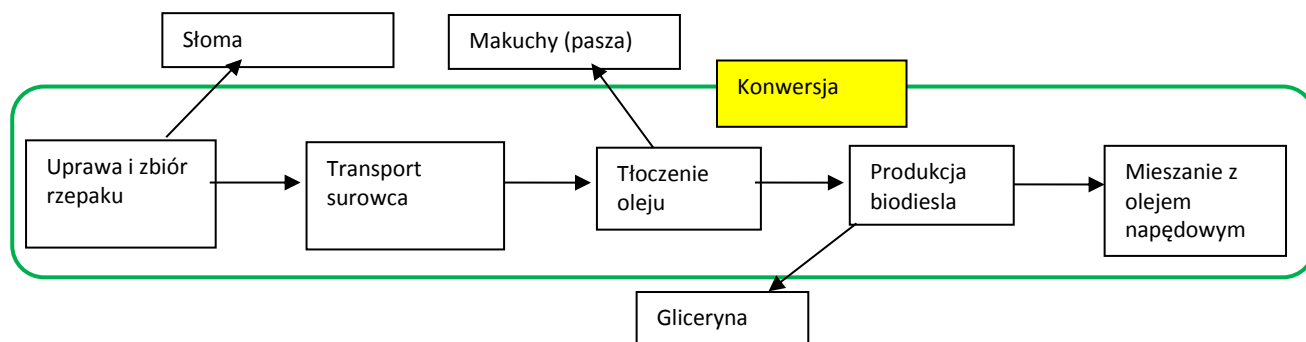 Słoma
Makuchy (pasza)
Konwersja
Uprawa i zbiór
rzepaku
Transport
surowca
Tłoczenie
oleju
Produkcja
biodiesla
Mieszanie z
olejem
napędowym
Gliceryna